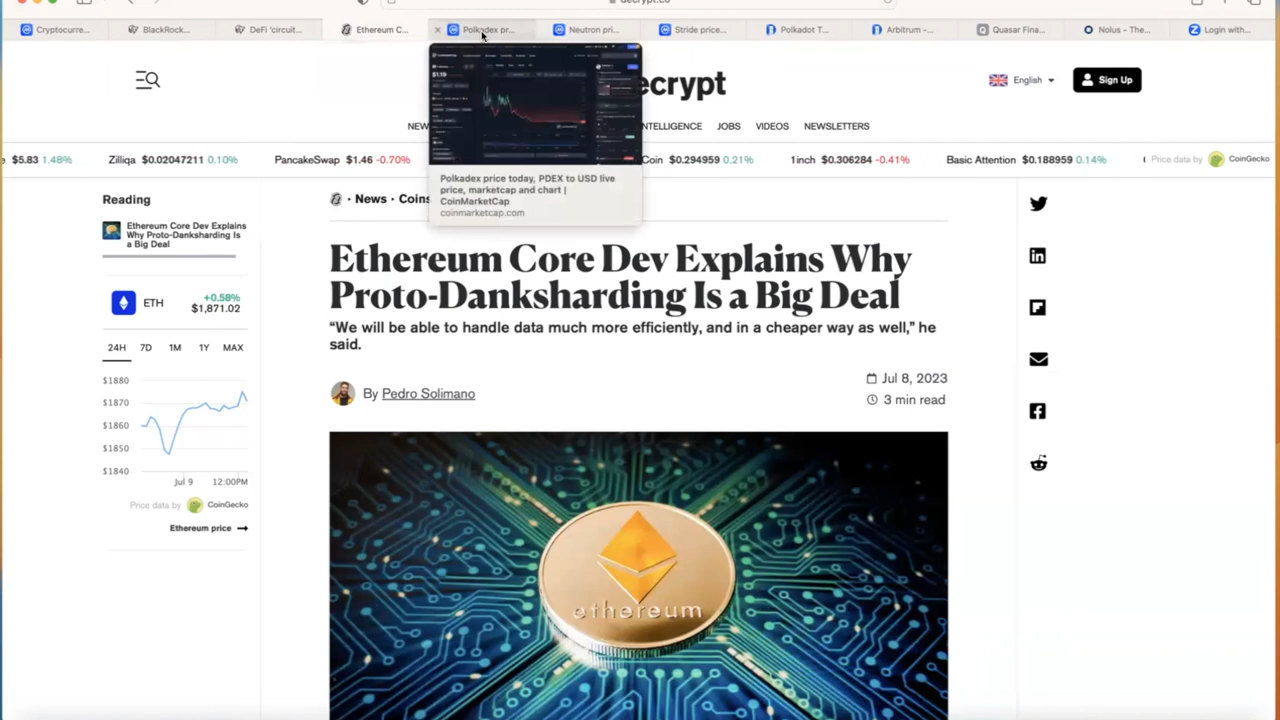 decrypt.co
Cryptocurre...
BlackRock...
DeFi 'circuit...
Ethereum C...
Polkadex pr...
Neutron pri...
Stride price...
Polkadot T...
Arbitrum -...
Quasar Fina...
Nolus - The...
Login with...
ecrypt
English
Sign Up
NEW
NTELLIGENCE
JOBS
VIDEOS
NEWSLETTERS
e $5.83 1.48%
Zilliqa $0.02047211 0.10%
PancakeSwap $1.46 -0.70%
Coin $0.294959 0.21%
1inch $0.306284 -0.41%
Basic Attention $0.188959 0.14%
Price data by CoinGecko
$1.19
Polkadex price today, PDEX to USD live
price, marketcap and chart |
CoinMarketCap
coinmarketcap.com
Reading
Ethereum Core Dev Explains
Why Proto-Danksharding Is
a Big Deal
ETH
+0.58%
$1,871.02
24H 7D 1M 1Y MAX
$1880
$1870
$1860
$1850
$1840
Jul 9 12:00PM
Price data by CoinGecko
Ethereum price
· News · Coins
Ethereum Core Dev Explains Why
Proto-Danksharding Is a Big Deal
“We will be able to handle data much more efficiently, and in a cheaper way as well,” he
said.
By Pedro Solimano
Jul 8, 2023
3 min read
ethereum